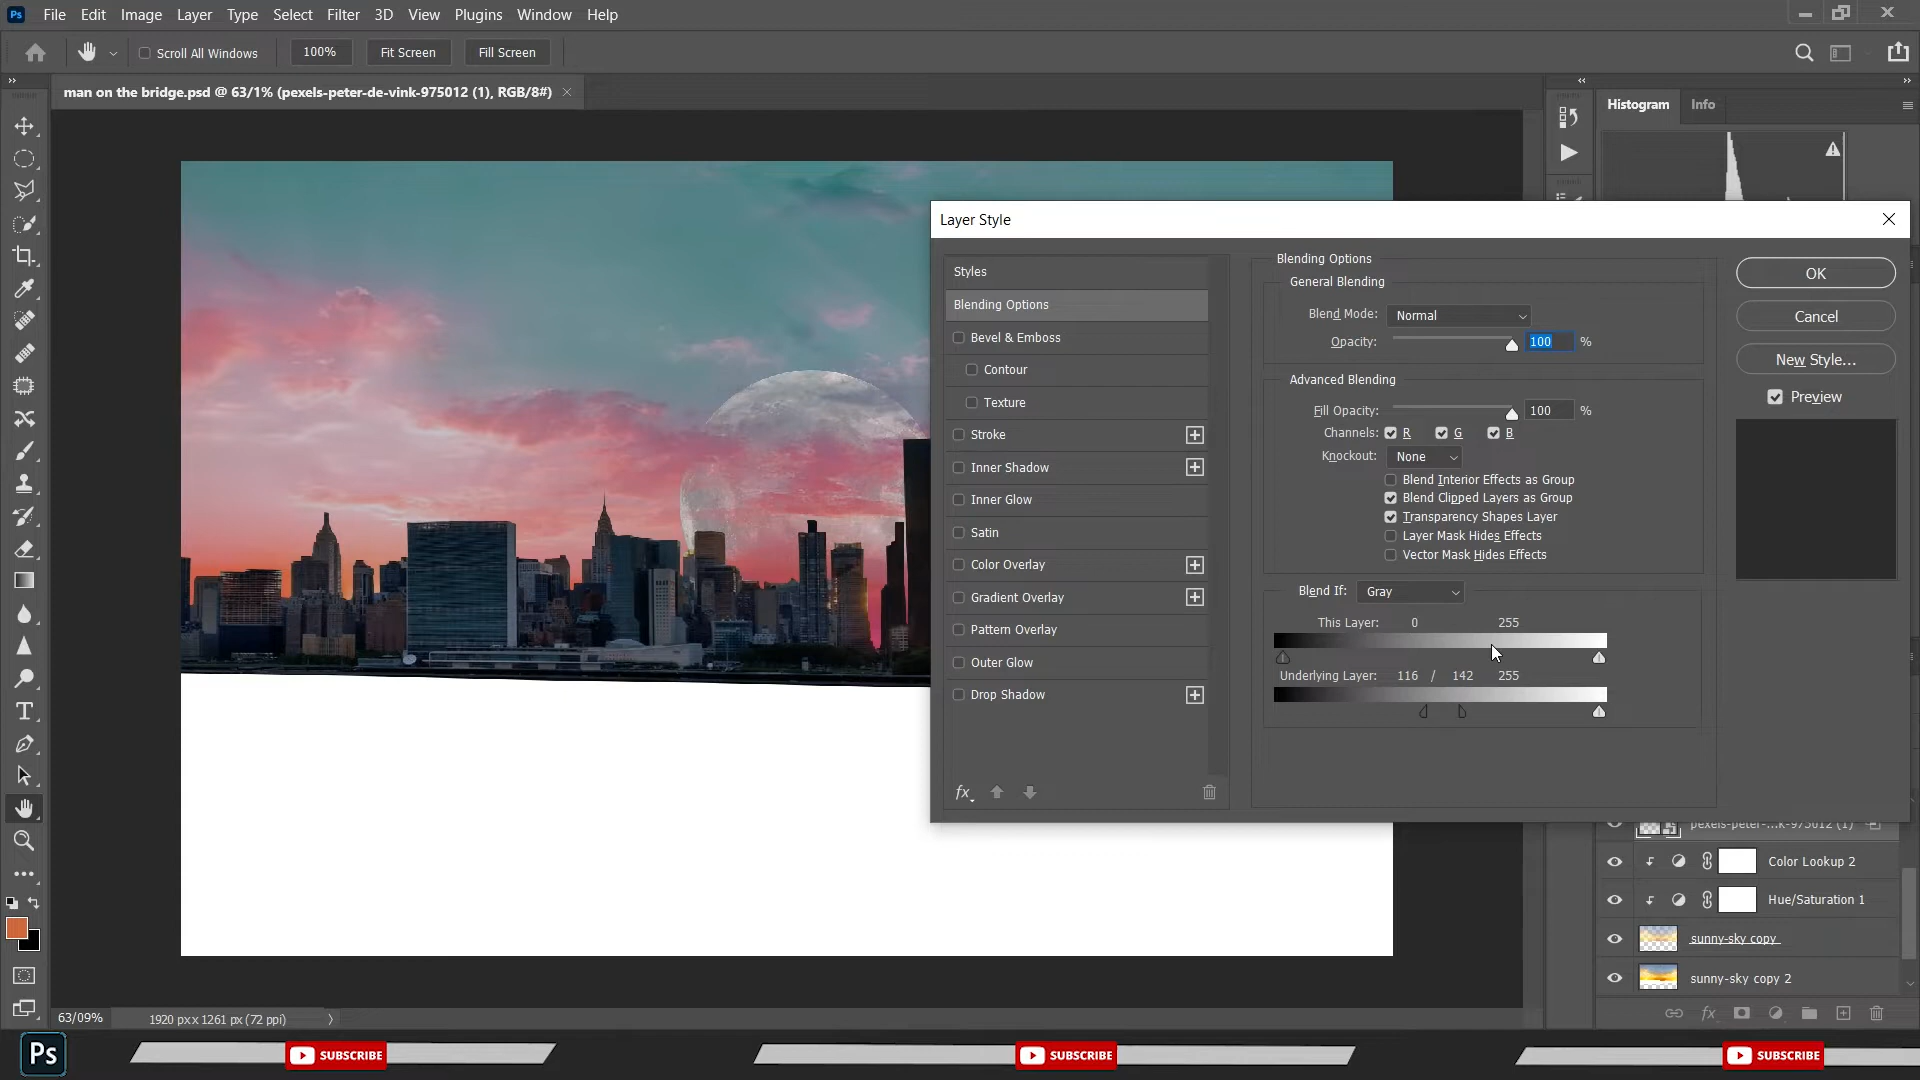 Ps File Edit Image Layer Type Select Filter 3D View Plugins Window Help
Scroll All Windows 100% Fit Screen Fill Screen
man on the bridge.psd @ 63/1% (pexels-peter-de-vink-975012 (1), RGB/8#)
Histogram Info
Layer Style
Styles
Blending Options
Bevel & Emboss
Contour
Texture
Stroke
Inner Shadow
Inner Glow
Satin
Color Overlay
Gradient Overlay
Pattern Overlay
Outer Glow
Drop Shadow
fx
Blending Options
General Blending
Blend Mode: Normal
Opacity: 100 %
Advanced Blending
Fill Opacity: 100 %
Channels: R G B
Knockout: None
Blend Interior Effects as Group
Blend Clipped Layers as Group
Transparency Shapes Layer
Layer Mask Hides Effects
Vector Mask Hides Effects
Blend If: Gray
This Layer: 0 255
Underlying Layer: 116 / 142 255
OK
Cancel
New Style...
Preview
pexels-peter-...k-975012 (1)
Color Lookup 2
Hue/Saturation 1
sunny-sky copy
sunny-sky copy 2
fx
63/09% 1920 px x 1261 px (72 ppi)
Ps SUBSCRIBE SUBSCRIBE SUBSCRIBE